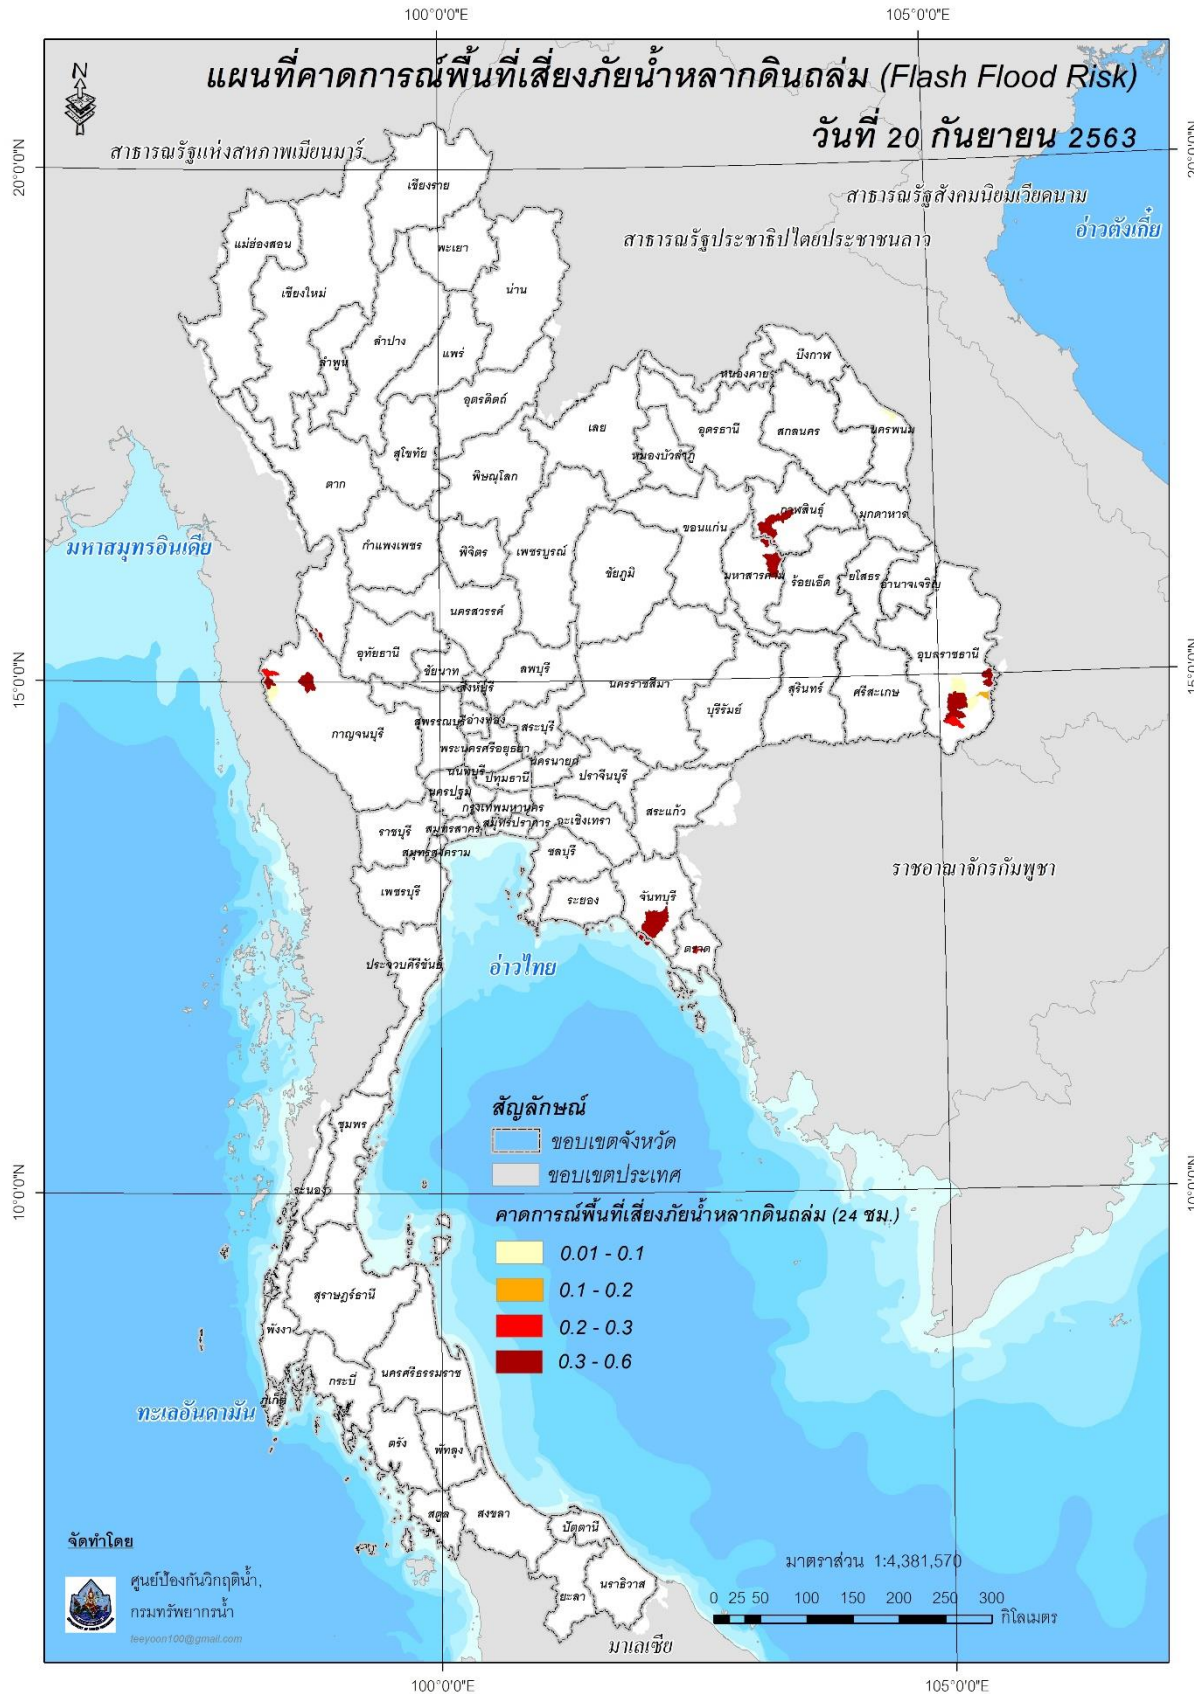 100°0'0"E
105°0'0"E
N
แผนที่คาดการณ์พื้นที่เสี่ยงภัยน้ำหลากดินถล่ม (Flash Flood Risk)
วันที่ 20 กันยายน 2563
20°0'0"N
20°0'0"N
สาธารณรัฐแห่งสหภาพเมียนมาร์
สาธารณรัฐสังคมนิยมเวียดนาม
สาธารณรัฐประชาธิปไตยประชาชนลาว
อ่าวตังเกี๋ย
เชียงราย
แม่ฮ่องสอน
พะเยา
น่าน
เชียงใหม่
ลำปาง
แพร่
ลำพูน
บึงกาฬ
หนองคาย
อุตรดิตถ์
เลย
อุดรธานี
สกลนคร
นครพนม
สุโขทัย
หนองบัวลำภู
พิษณุโลก
ตาก
กาฬสินธุ์
มุกดาหาร
ขอนแก่น
มหาสมุทรอินเดีย
กำแพงเพชร
พิจิตร
เพชรบูรณ์
ชัยภูมิ
มหาสารคาม
ร้อยเอ็ด
ยโสธร
อำนาจเจริญ
นครสวรรค์
อุทัยธานี
ชัยนาท
ลพบุรี
นครราชสีมา
สุรินทร์
ศรีสะเกษ
อุบลราชธานี
15°0'0"N
15°0'0"N
สิงห์บุรี
บุรีรัมย์
กาญจนบุรี
สุพรรณบุรี
อ่างทอง
สระบุรี
พระนครศรีอยุธยา
นครนายก
นนทบุรี
ปทุมธานี
ปราจีนบุรี
นครปฐม
กรุงเทพมหานคร
ฉะเชิงเทรา
สระแก้ว
ราชบุรี
สมุทรสาคร
สมุทรปราการ
สมุทรสงคราม
ชลบุรี
ราชอาณาจักรกัมพูชา
เพชรบุรี
ระยอง
จันทบุรี
ตราด
ประจวบคีรีขันธ์
อ่าวไทย
สัญลักษณ์
ขอบเขตจังหวัด
ขอบเขตประเทศ
ชุมพร
ระนอง
10°0'0"N
10°0'0"N
คาดการณ์พื้นที่เสี่ยงภัยน้ำหลากดินถล่ม (24 ชม.)
0.01 - 0.1
0.1 - 0.2
0.2 - 0.3
0.3 - 0.6
สุราษฎร์ธานี
พังงา
กระบี่
นครศรีธรรมราช
ภูเก็ต
ทะเลอันดามัน
ตรัง
พัทลุง
สตูล
สงขลา
ปัตตานี
นราธิวาส
ยะลา
มาเลเซีย
จัดทำโดย
ศูนย์ป้องกันวิกฤติน้ำ,
กรมทรัพยากรน้ำ
teeyoon100@gmail.com
มาตราส่วน 1:4,381,570
0 25 50 100 150 200 250 300
กิโลเมตร
100°0'0"E
105°0'0"E